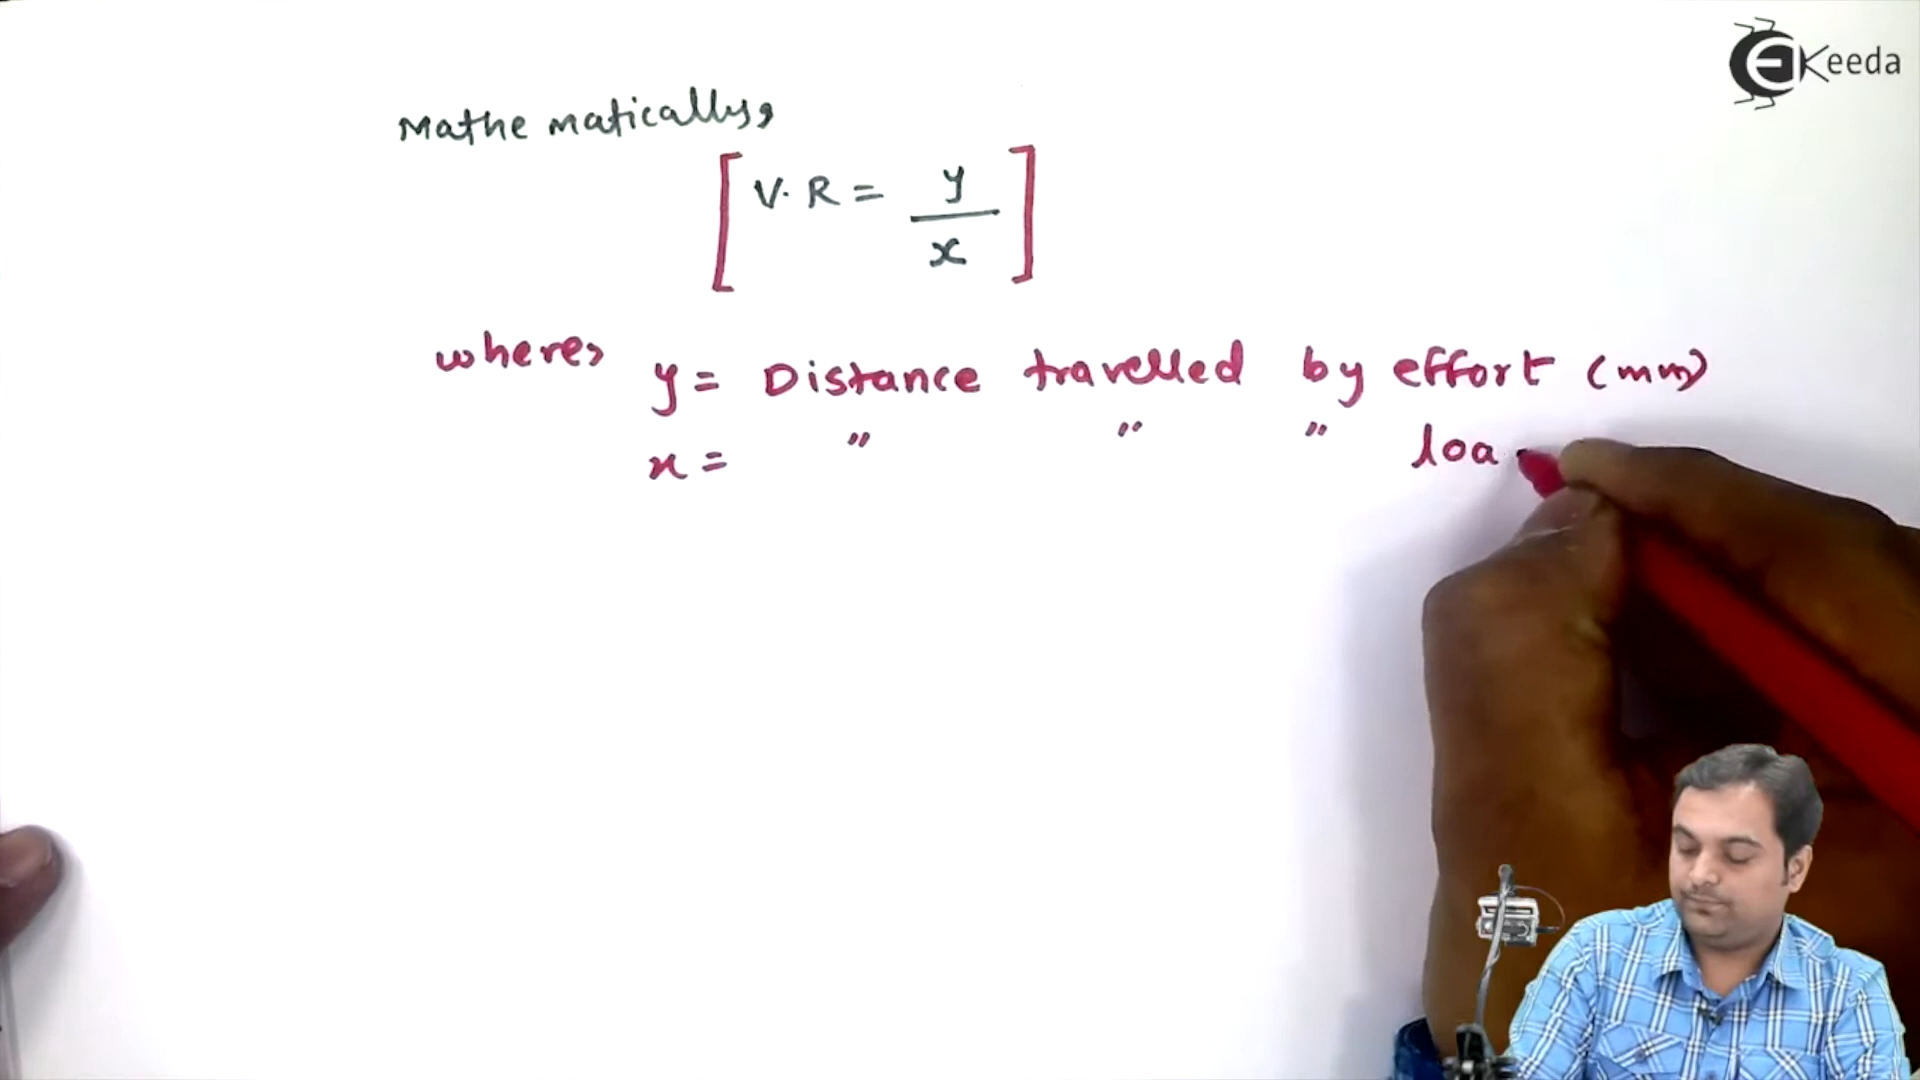 EKeeda
Mathematically,
V.R = y / x
where, y = Distance travelled by effort (mm)
x = " " " loa